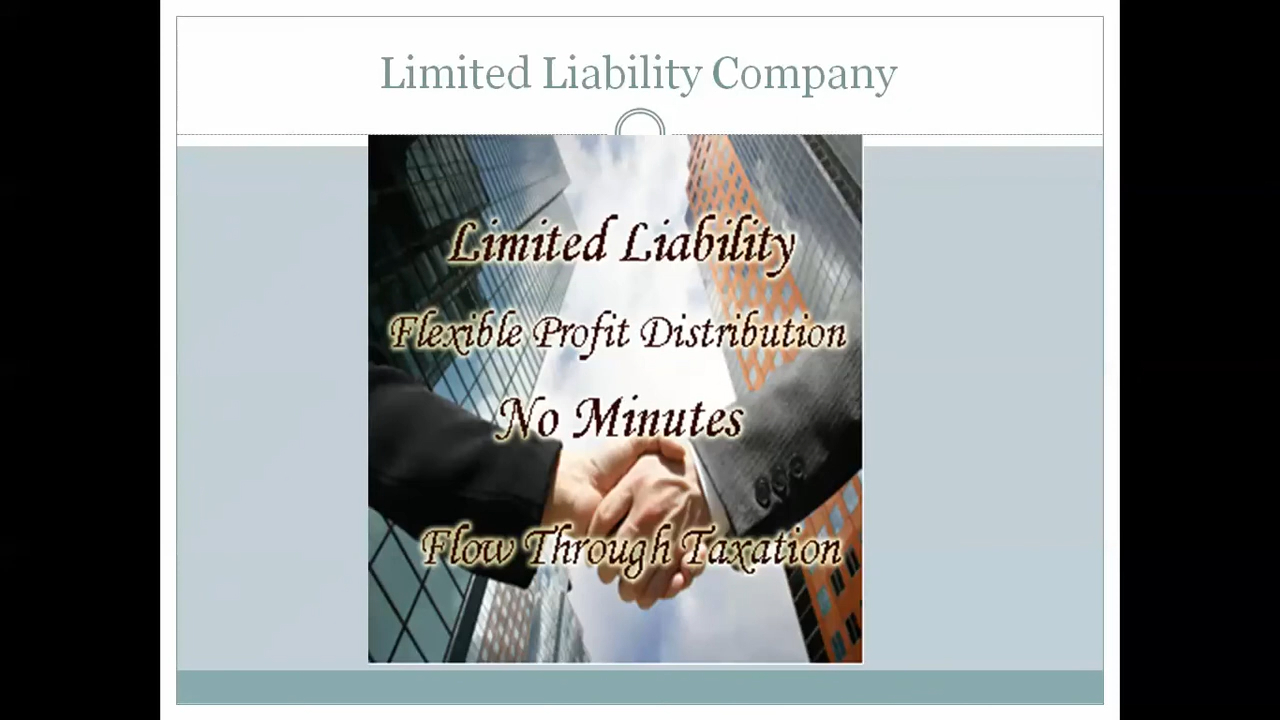 Limited Liability Company
Limited Liability
Flexible Profit Distribution
No Minutes
Flow Through Taxation